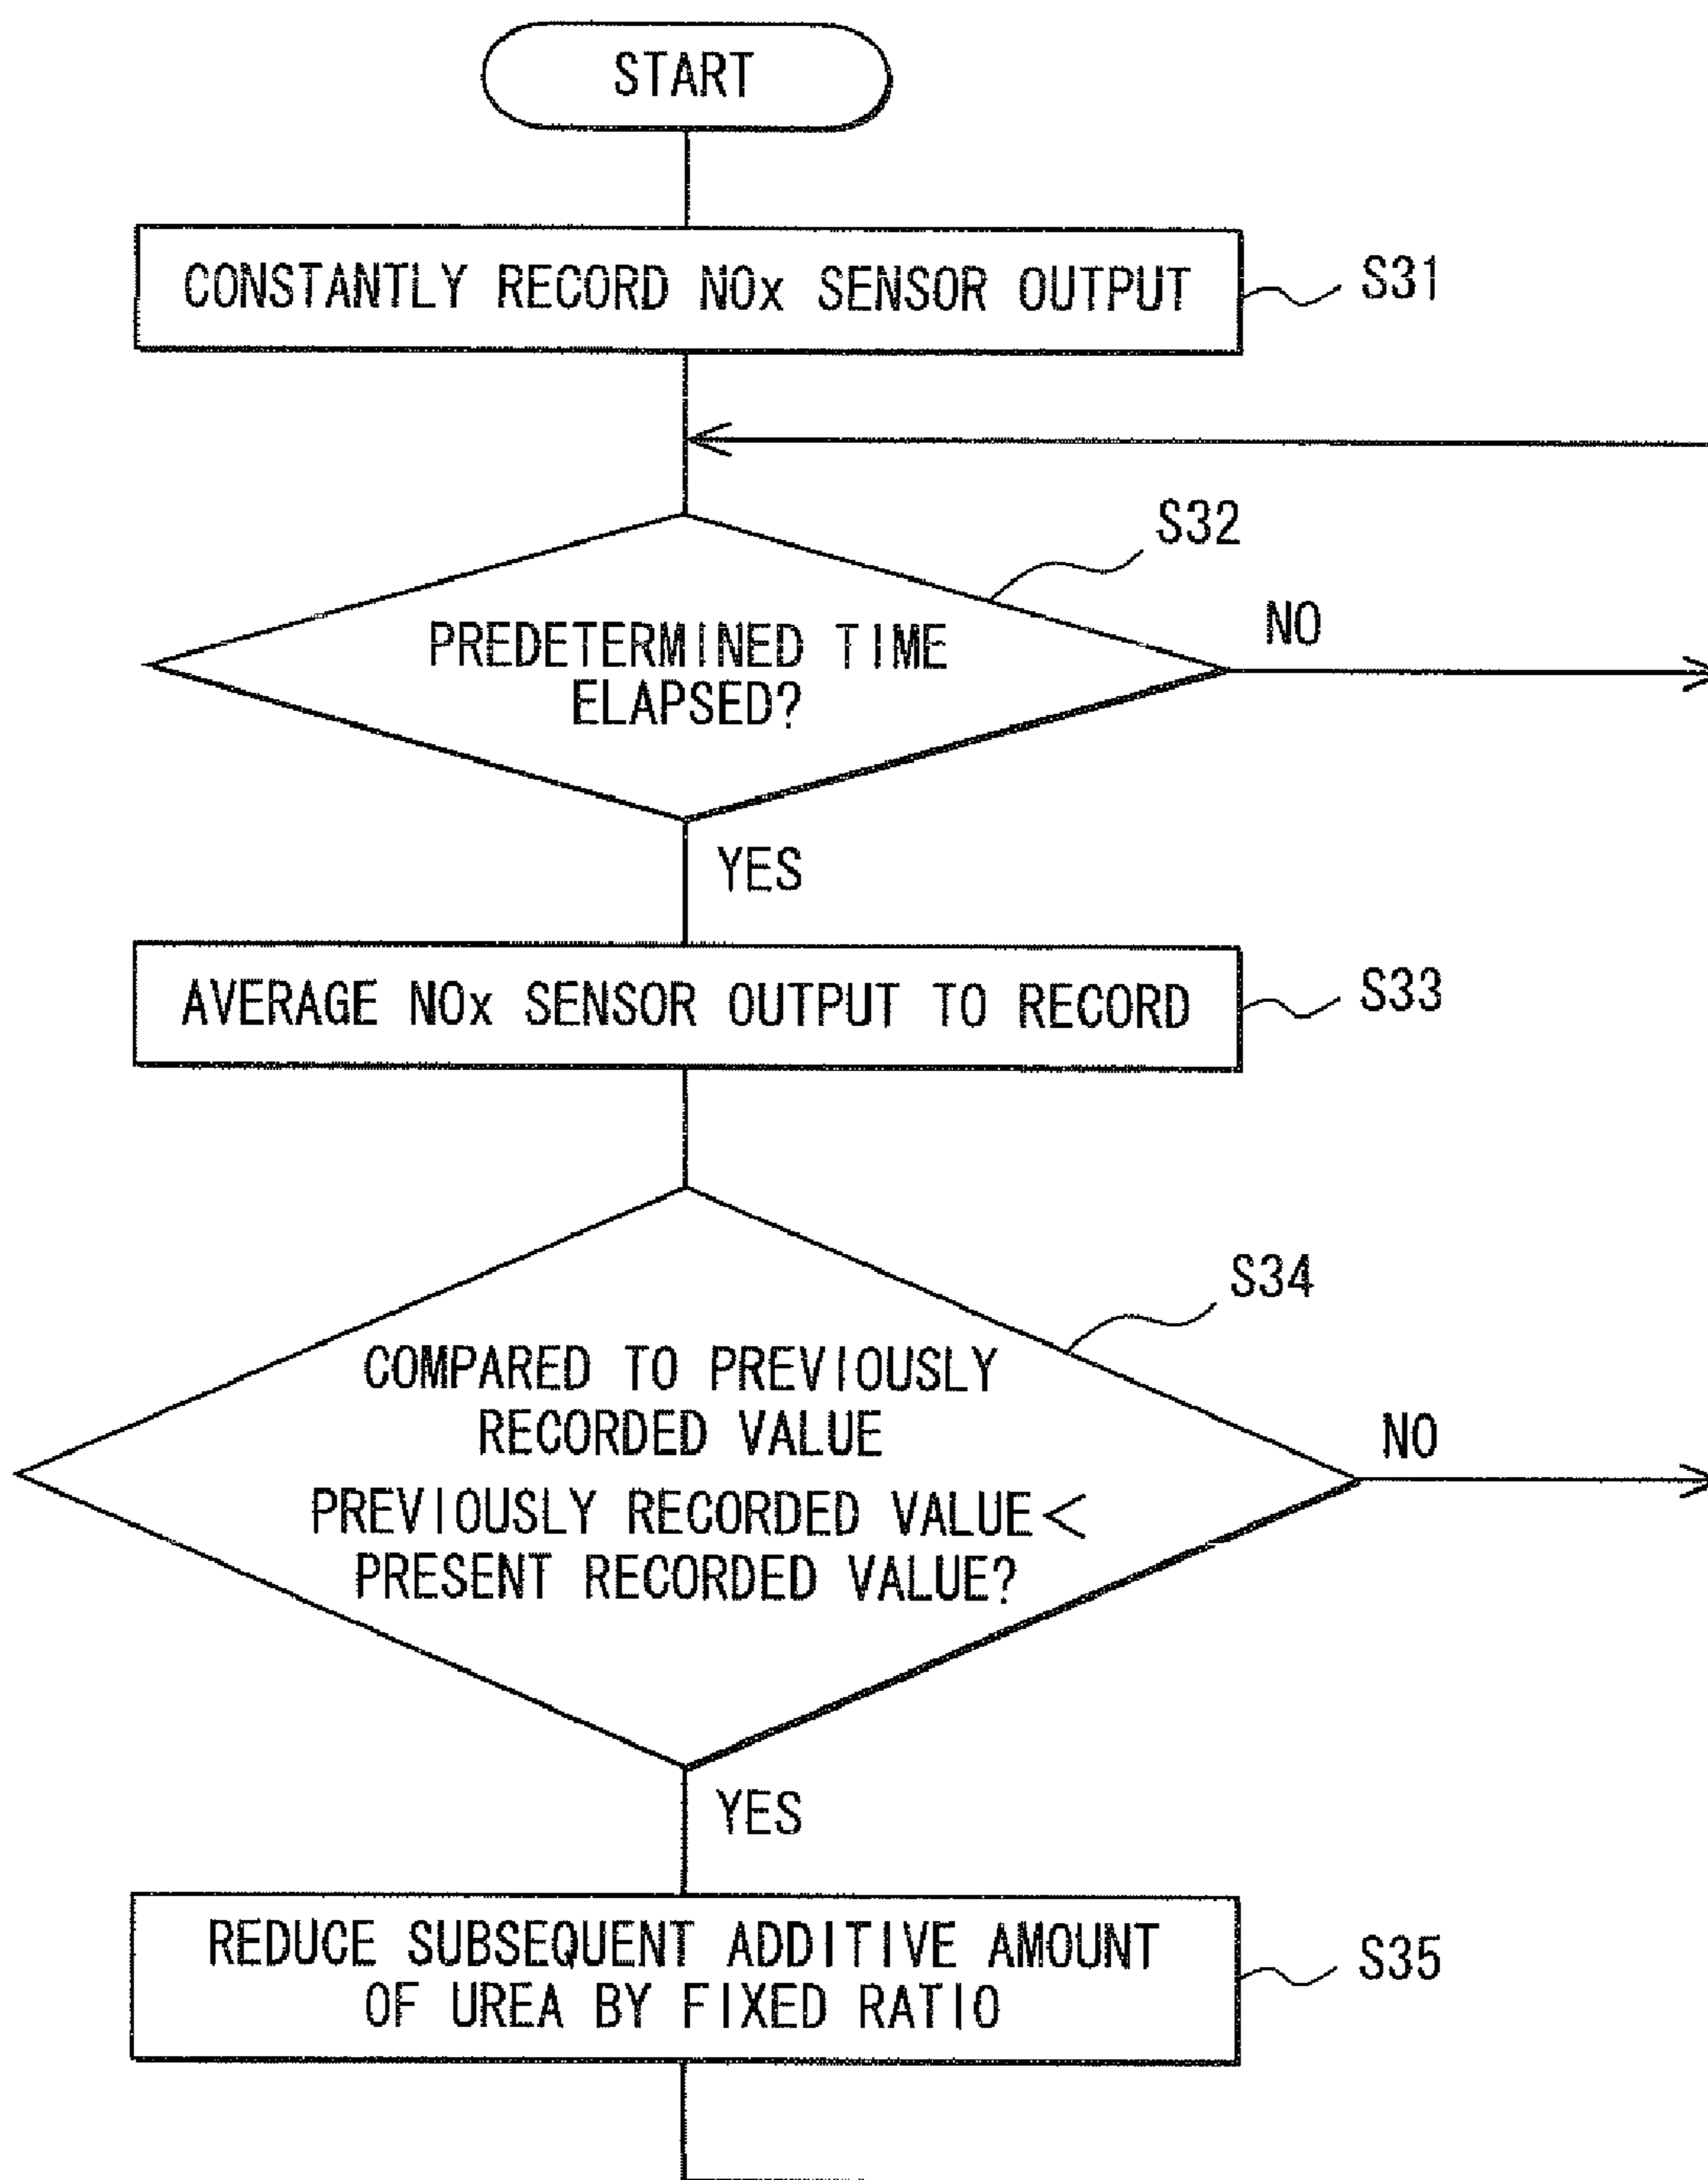 START
CONSTANTLY RECORD NOx SENSOR OUTPUT
S31
S32
PREDETERMINED TIME
ELAPSED?
NO
YES
AVERAGE NOx SENSOR OUTPUT TO RECORD
S33
S34
COMPARED TO PREVIOUSLY
RECORDED VALUE
PREVIOUSLY RECORDED VALUE<
PRESENT RECORDED VALUE?
NO
YES
REDUCE SUBSEQUENT ADDITIVE AMOUNT
OF UREA BY FIXED RATIO
S35